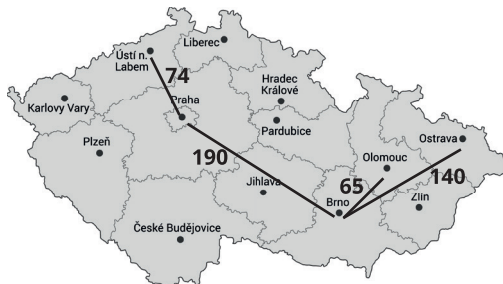 Liberec
Ústí n.
Labem
74
Karlovy Vary
Praha
Hradec
Králové
Pardubice
Plzeň
190
Ostrava
Olomouc
Jihlava
65
140
Brno
Zlín
České Budějovice